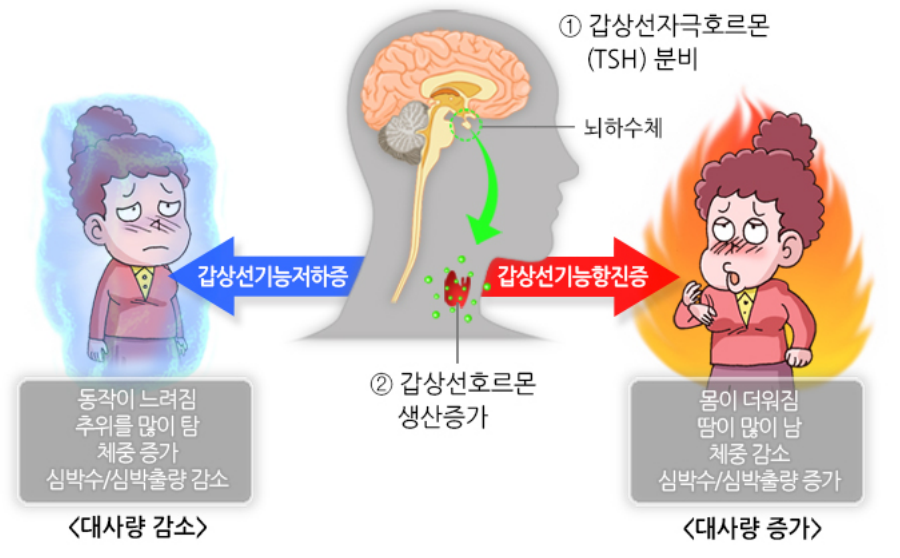 ① 갑상선자극호르몬
(TSH) 분비
뇌하수체
갑상선기능저하증
갑상선기능항진증
② 갑상선호르몬
생산증가
동작이 느려짐
추위를 많이 탐
체중 증가
심박수/심박출량 감소
<대사량 감소>
몸이 더워짐
땀이 많이 남
체중 감소
심박수/심박출량 증가
<대사량 증가>